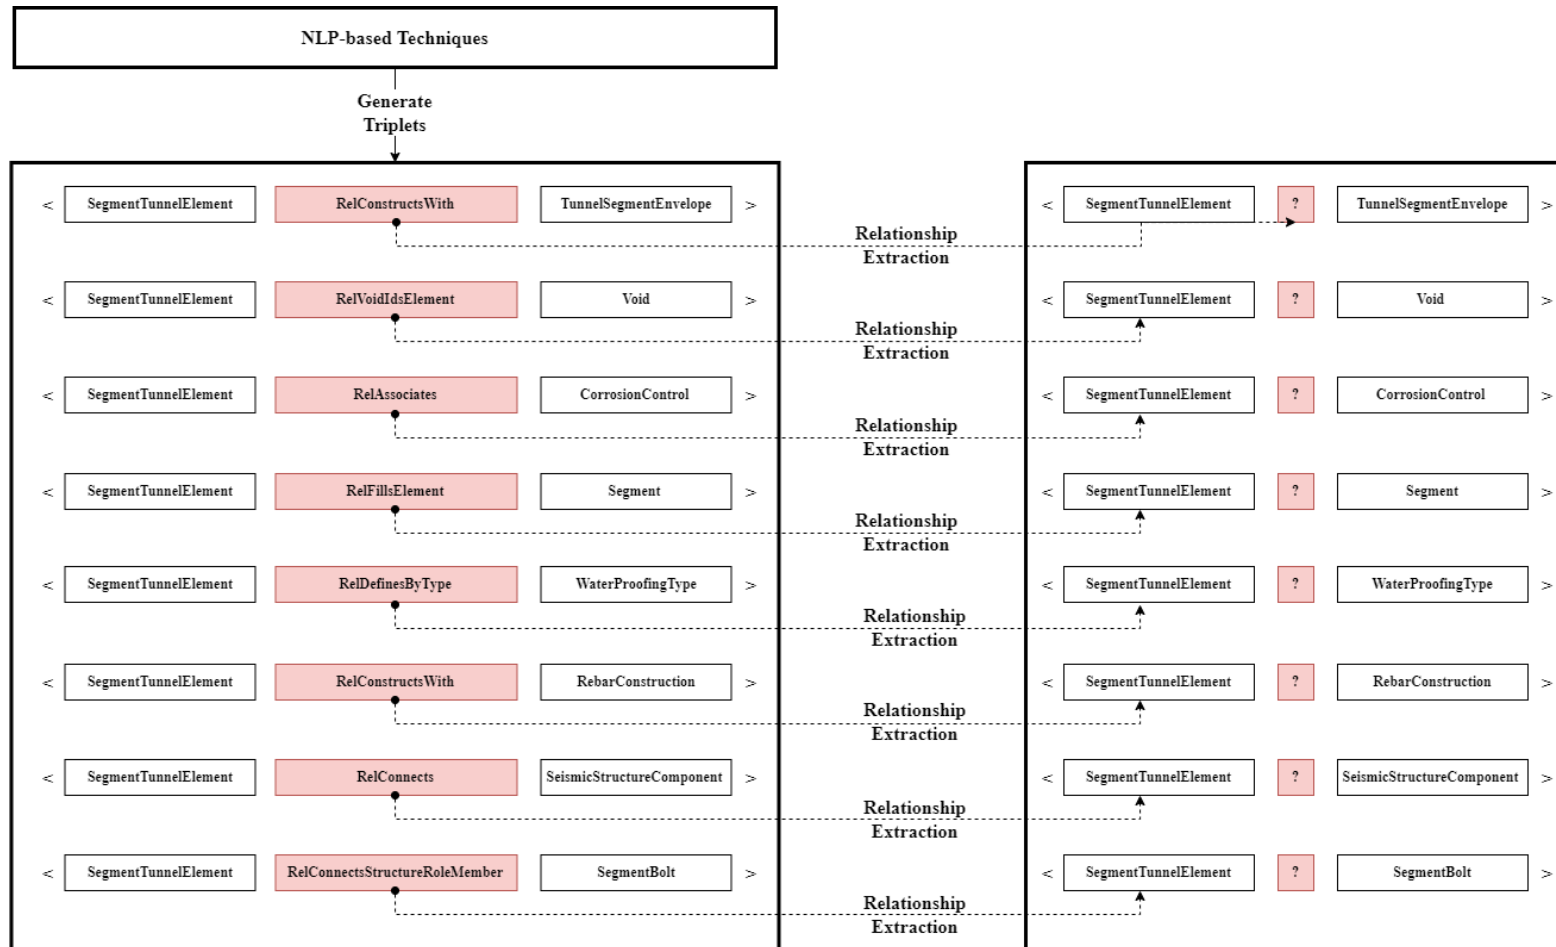 NLP-based Techniques
Generate
Triplets
< SegmentTunnelElement RelConstructsWith TunnelSegmentEnvelope >
Relationship
Extraction
< SegmentTunnelElement ? TunnelSegmentEnvelope >
< SegmentTunnelElement RelVoidIdsElement Void >
Relationship
Extraction
< SegmentTunnelElement ? Void >
< SegmentTunnelElement RelAssociates CorrosionControl >
Relationship
Extraction
< SegmentTunnelElement ? CorrosionControl >
< SegmentTunnelElement RelFillsElement Segment >
Relationship
Extraction
< SegmentTunnelElement ? Segment >
< SegmentTunnelElement RelDefinesByType WaterProofingType >
Relationship
Extraction
< SegmentTunnelElement ? WaterProofingType >
< SegmentTunnelElement RelConstructsWith RebarConstruction >
Relationship
Extraction
< SegmentTunnelElement ? RebarConstruction >
< SegmentTunnelElement RelConnects SeismicStructureComponent >
Relationship
Extraction
< SegmentTunnelElement ? SeismicStructureComponent >
< SegmentTunnelElement RelConnectsStructureRoleMember SegmentBolt >
Relationship
Extraction
< SegmentTunnelElement ? SegmentBolt >